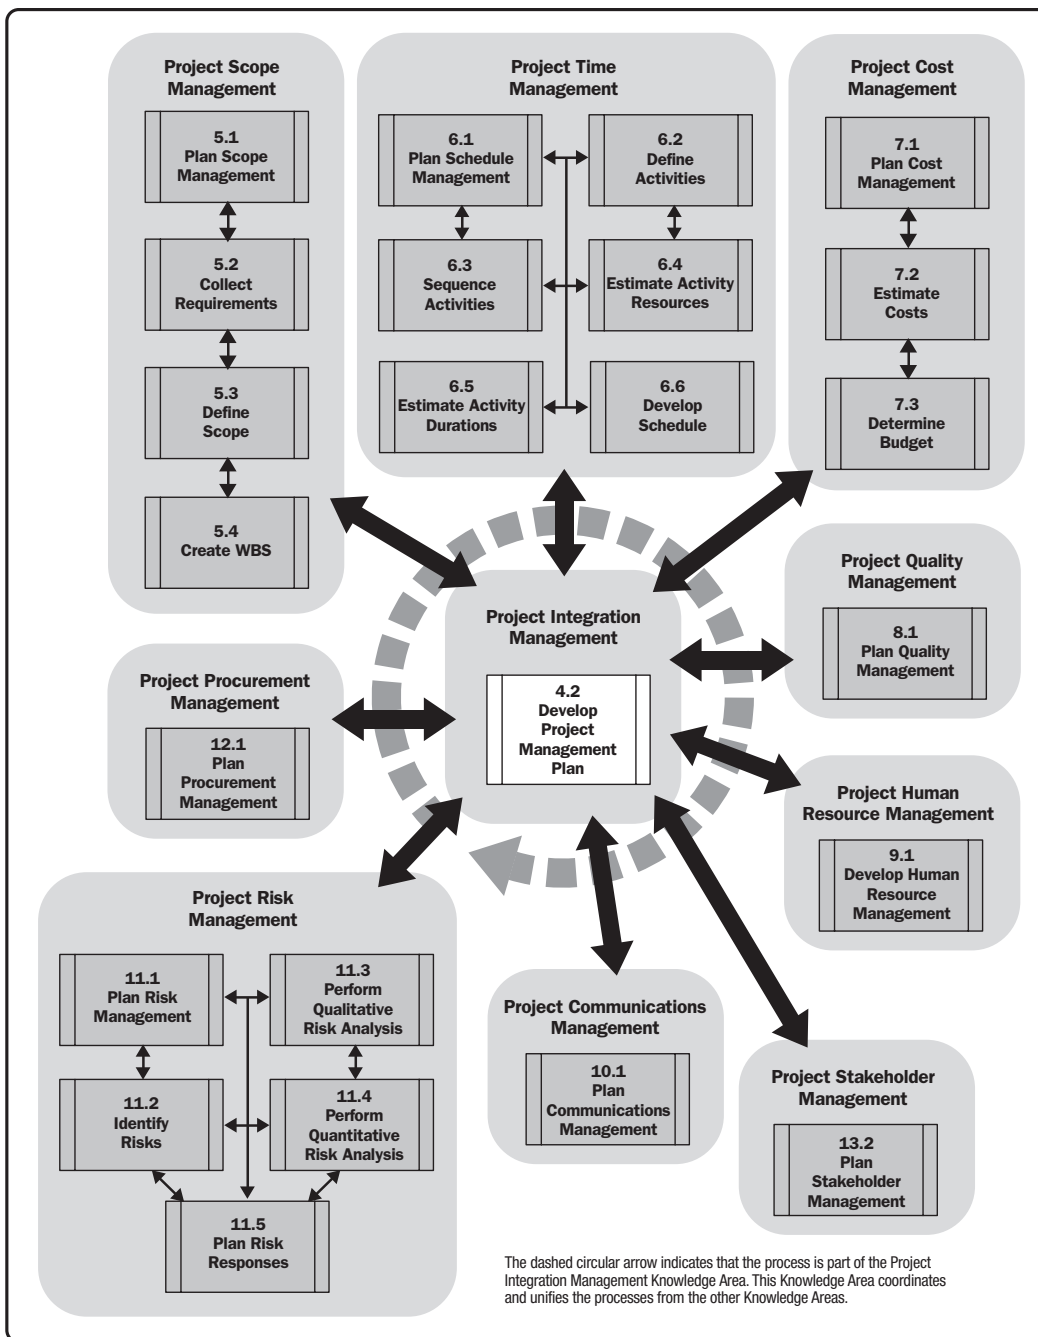 Project Scope
Management
5.1
Plan Scope
Management
5.2
Collect
Requirements
5.3
Define
Scope
5.4
Create WBS
Project Time
Management
6.1
Plan Schedule
Management
6.2
Define
Activities
6.3
Sequence
Activities
6.4
Estimate Activity
Resources
6.5
Estimate Activity
Durations
6.6
Develop
Schedule
Project Cost
Management
7.1
Plan Cost
Management
7.2
Estimate
Costs
7.3
Determine
Budget
Project Integration
Management
4.2
Develop
Project
Management
Plan
Project Quality
Management
8.1
Plan Quality
Management
Project Procurement
Management
12.1
Plan
Procurement
Management
Project Human
Resource Management
9.1
Develop Human
Resource
Management
Project Risk
Management
11.1
Plan Risk
Management
11.3
Perform
Qualitative
Risk Analysis
11.2
Identify
Risks
11.4
Perform
Quantitative
Risk Analysis
11.5
Plan Risk
Responses
Project Communications
Management
10.1
Plan
Communications
Management
Project Stakeholder
Management
13.2
Plan
Stakeholder
Management
The dashed circular arrow indicates that the process is part of the Project
Integration Management Knowledge Area. This Knowledge Area coordinates
and unifies the processes from the other Knowledge Areas.